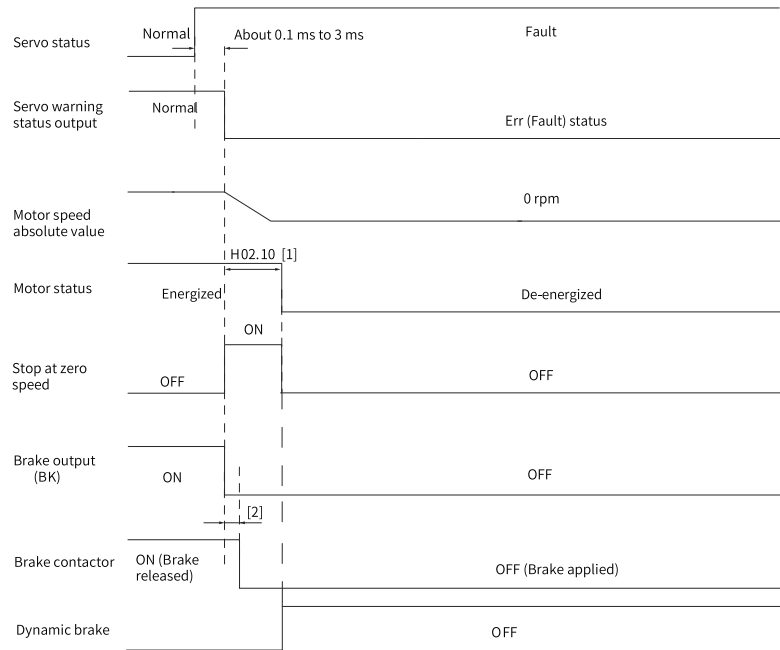 Servo status
Normal
About 0.1 ms to 3 ms
Fault
Servo warning
status output
Normal
Err (Fault) status
Motor speed
absolute value
0 rpm
H02.10 [1]
Motor status
Energized
De-energized
ON
Stop at zero
speed
OFF
OFF
Brake output
(BK)
ON
OFF
[2]
Brake contactor
ON (Brake
released)
OFF (Brake applied)
Dynamic brake
OFF